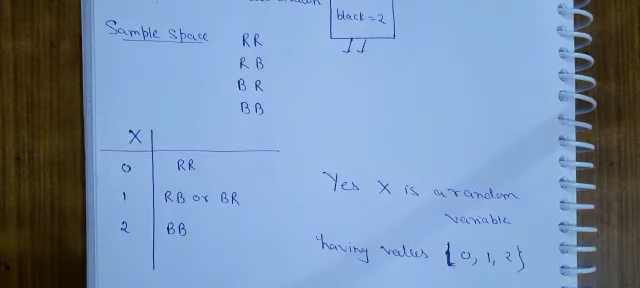 black = 2
Sample space
RR
RB
BR
BB
X
0 RR
1 RB or BR
2 BB
Yes X is a random
variable
having values {0, 1, 2}